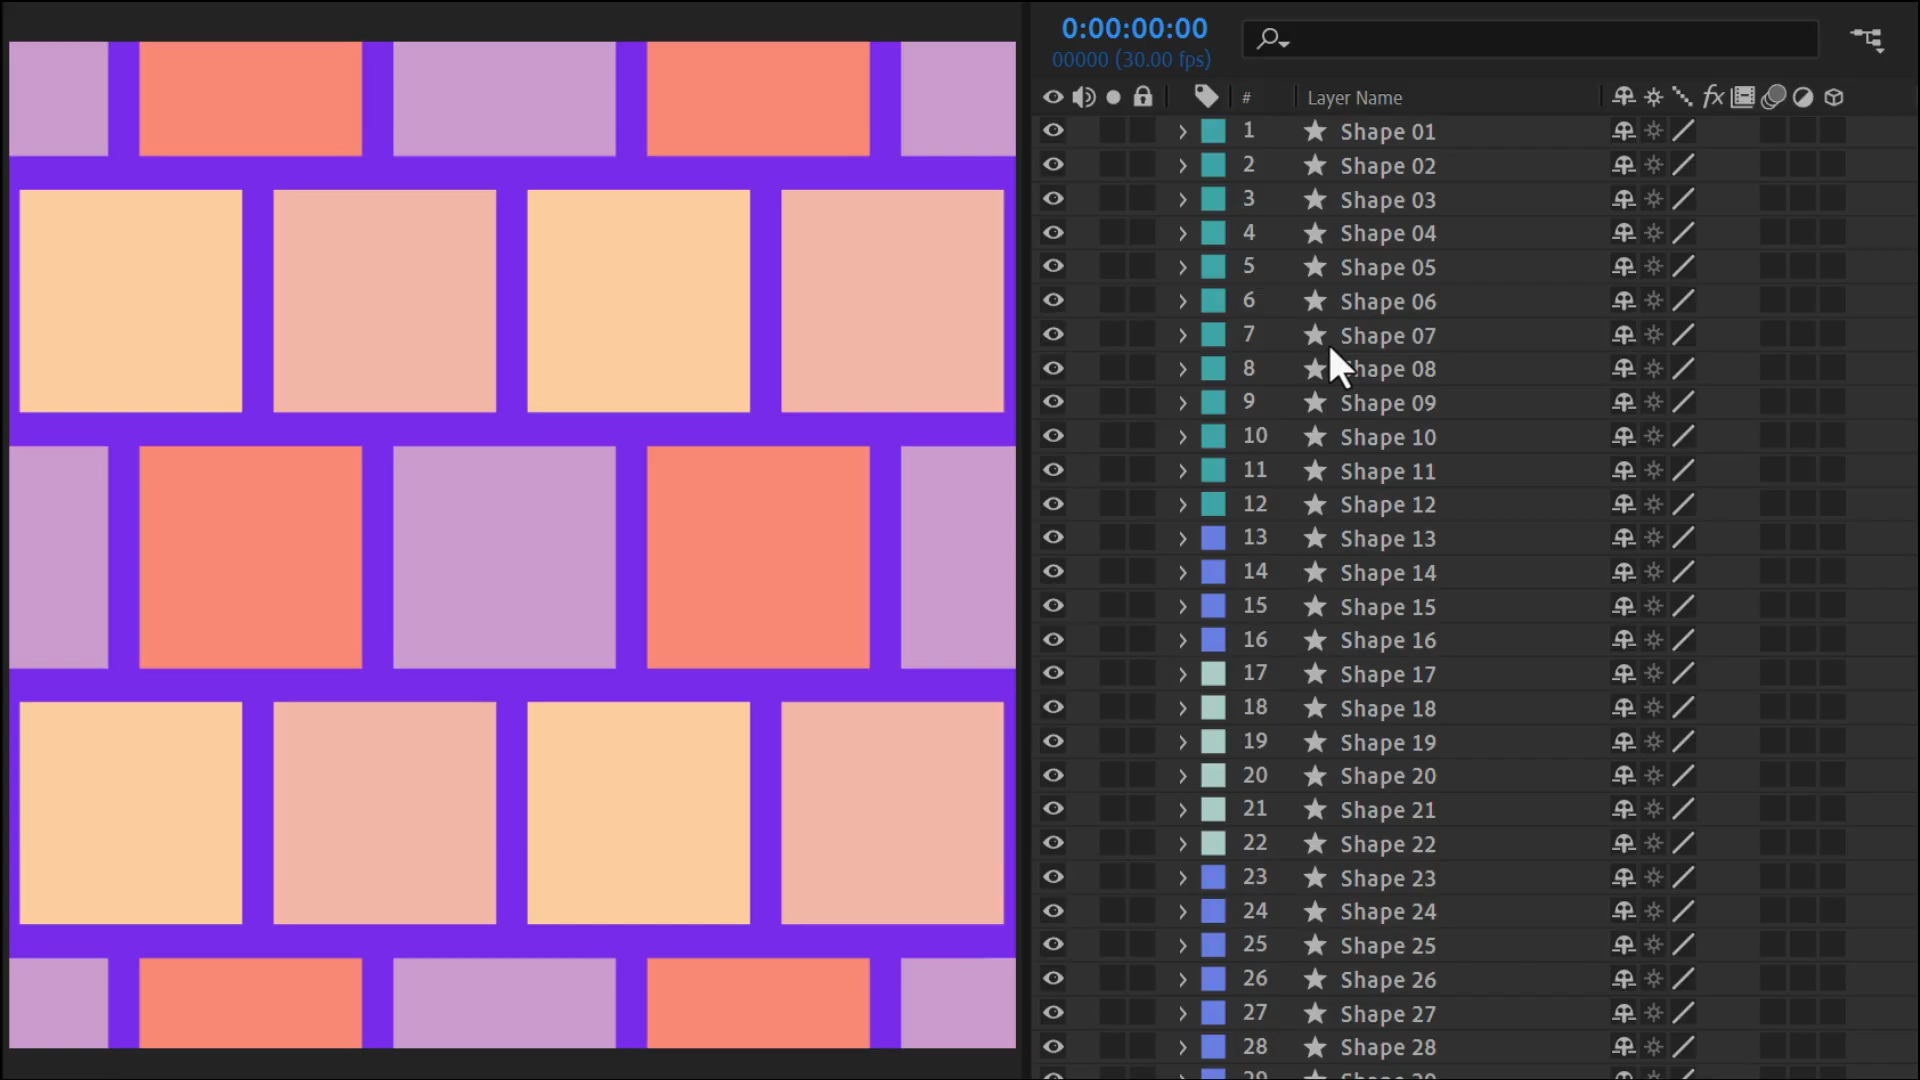 0:00:00:00
00000 (30.00 fps)
# Layer Name fx
1 Shape 01
2 Shape 02
3 Shape 03
4 Shape 04
5 Shape 05
6 Shape 06
7 Shape 07
8 Shape 08
9 Shape 09
10 Shape 10
11 Shape 11
12 Shape 12
13 Shape 13
14 Shape 14
15 Shape 15
16 Shape 16
17 Shape 17
18 Shape 18
19 Shape 19
20 Shape 20
21 Shape 21
22 Shape 22
23 Shape 23
24 Shape 24
25 Shape 25
26 Shape 26
27 Shape 27
28 Shape 28